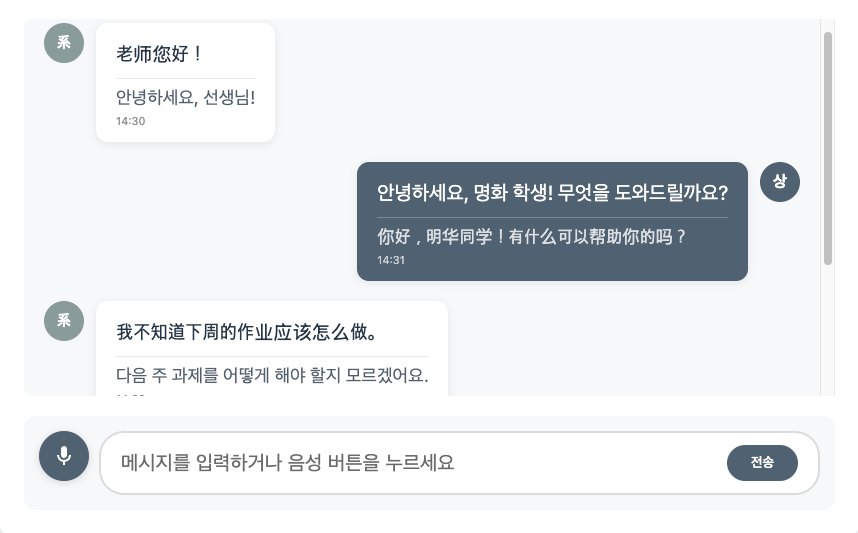 系
老师您好！
안녕하세요, 선생님!
14:30
안녕하세요, 명화 학생! 무엇을 도와드릴까요?
상
你好，明华同学！有什么可以帮助你的吗？
14:31
系
我不知道下周的作业应该怎么做。
다음 주 과제를 어떻게 해야 할지 모르겠어요.
메시지를 입력하거나 음성 버튼을 누르세요
전송